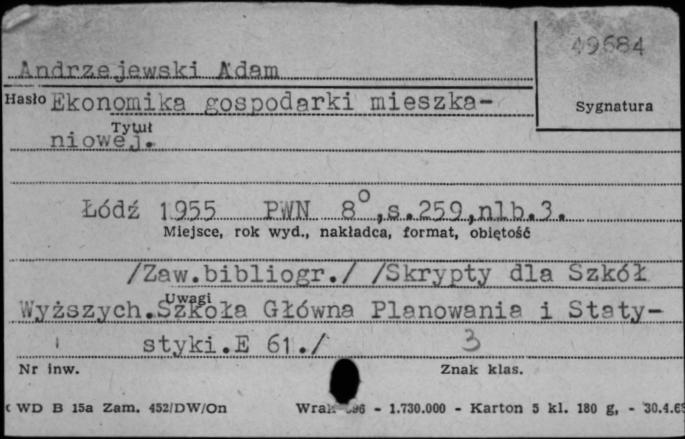 49684
Andrzejewski Adam
Hasło Ekonomika gospodarki mieszka-
Sygnatura
Tytuł
niowej.
Łódź 1955 PWN 8°,s.259,nlb.3.
Miejsce, rok wyd., nakładca, format, objętość
/Zaw.bibliogr./ /Skrypty dla Szkół
Uwagi
Wyższych.Szkoła Główna Planowania i Staty-
styki.E 61./ 3
Nr inw. Znak klas.
WD B 15a Zam. 452/DW/On - 1.730.000 - Karton 5 kl. 180 g, - 30.4.